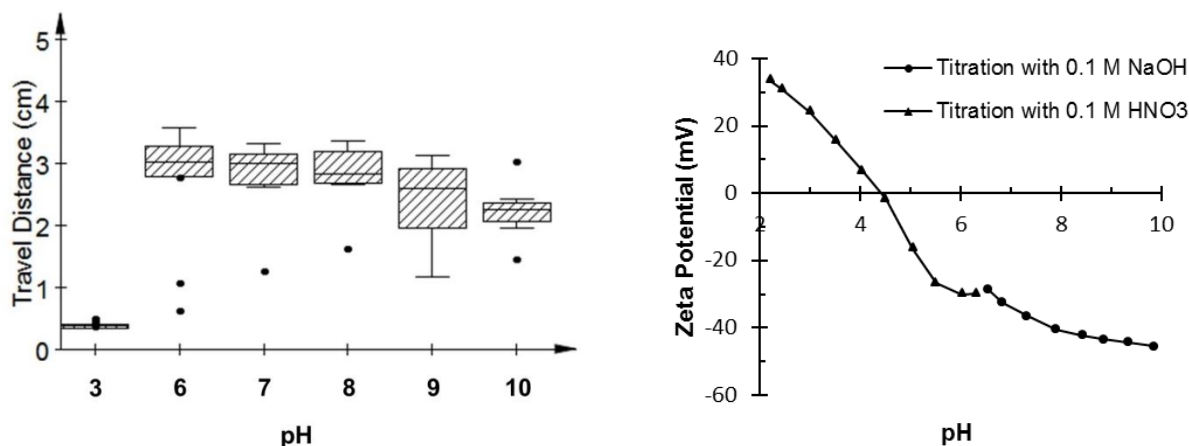 Travel Distance (cm)
5
4
3
2
1
0
3 6 7 8 9 10
pH
Zeta Potential (mV)
40
20
0
-20
-40
-60
2 4 6 8 10
pH
Titration with 0.1 M NaOH
Titration with 0.1 M HNO3